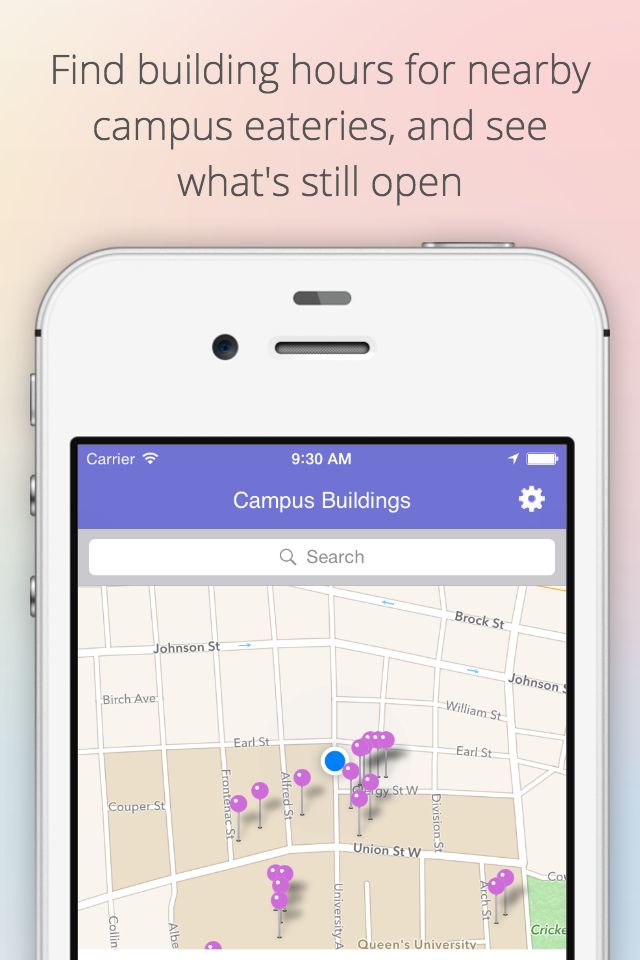 Find building hours for nearby
campus eateries, and see
what's still open
Carrier
9:30 AM
Campus Buildings
Search
Brock St
Johnson St
Johnson S
Birch Ave
William St
Earl St
Earl St
Couper St
Frontenac St
Alfred St
Clergy St W
Division St
Union St W
Collin
Albe
University A
Arch St
Co
Cricke
Queen's University